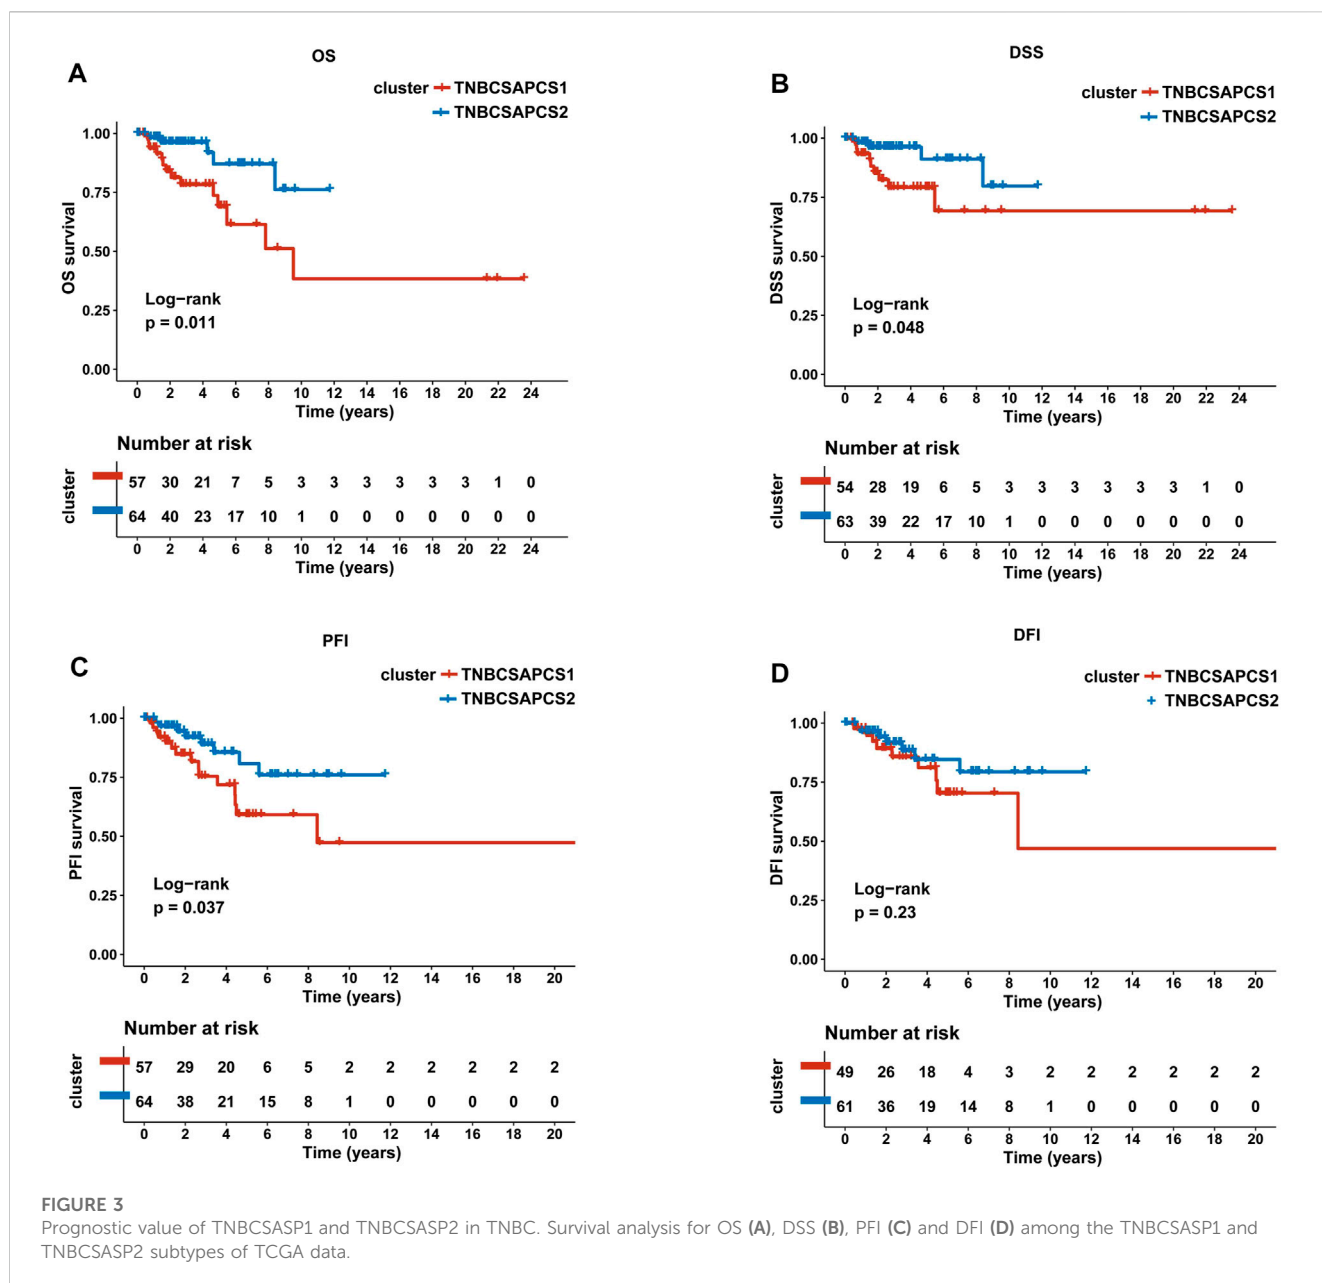 A
OS
cluster TNBCSAPCS1
TNBCSAPCS2
1.00
0.75
0.50
0.25
0.00
OS survival
Log−rank
p = 0.011
0 2 4 6 8 10 12 14 16 18 20 22 24
Time (years)
Number at risk
cluster
57 30 21 7 5 3 3 3 3 3 3 1 0
64 40 23 17 10 1 0 0 0 0 0 0 0
0 2 4 6 8 10 12 14 16 18 20 22 24
Time (years)
B
DSS
cluster TNBCSAPCS1
TNBCSAPCS2
1.00
0.75
0.50
0.25
0.00
DSS survival
Log−rank
p = 0.048
0 2 4 6 8 10 12 14 16 18 20 22 24
Time (years)
Number at risk
cluster
54 28 19 6 5 3 3 3 3 3 3 1 0
63 39 22 17 10 1 0 0 0 0 0 0 0
0 2 4 6 8 10 12 14 16 18 20 22 24
Time (years)
C
PFI
cluster TNBCSAPCS1
TNBCSAPCS2
1.00
0.75
0.50
0.25
0.00
PFI survival
Log−rank
p = 0.037
0 2 4 6 8 10 12 14 16 18 20
Time (years)
Number at risk
cluster
57 29 20 6 5 2 2 2 2 2 2
64 38 21 15 8 1 0 0 0 0 0
0 2 4 6 8 10 12 14 16 18 20
Time (years)
D
DFI
cluster TNBCSAPCS1
TNBCSAPCS2
1.00
0.75
0.50
0.25
0.00
DFI survival
Log−rank
p = 0.23
0 2 4 6 8 10 12 14 16 18 20
Time (years)
Number at risk
cluster
49 26 18 4 3 2 2 2 2 2 2
61 36 19 14 8 1 0 0 0 0 0
0 2 4 6 8 10 12 14 16 18 20
Time (years)
FIGURE 3
Prognostic value of TNBCSASP1 and TNBCSASP2 in TNBC. Survival analysis for OS (A), DSS (B), PFI (C) and DFI (D) among the TNBCSASP1 and
TNBCSASP2 subtypes of TCGA data.